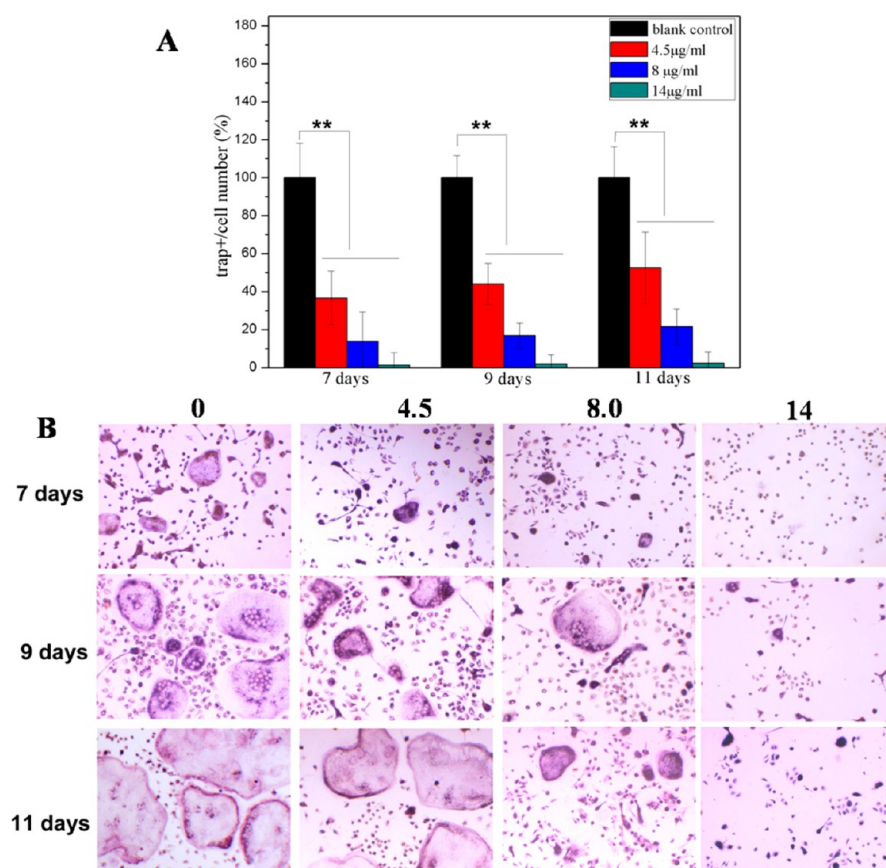 A
180
160
140
120
100
80
60
40
20
0
trap+/cell number (%)
blank control
4.5μg/ml
8 μg/ml
14μg/ml
**
**
**
7 days
9 days
11 days
B
0
4.5
8.0
14
7 days
9 days
11 days